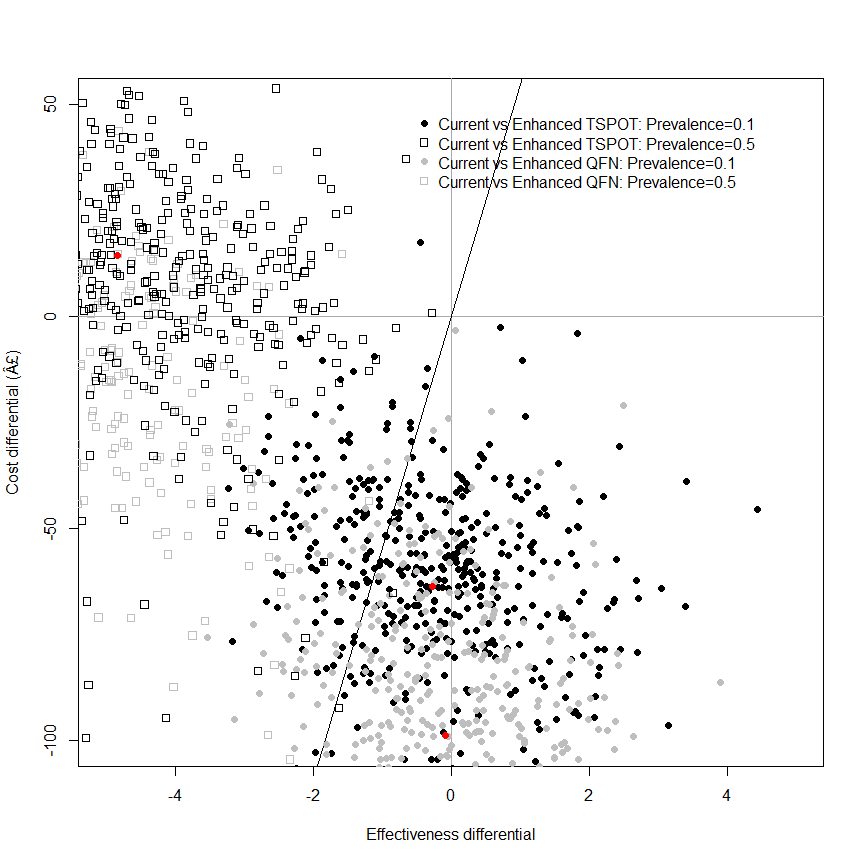 50
Current vs Enhanced TSPOT: Prevalence=0.1
Current vs Enhanced TSPOT: Prevalence=0.5
Current vs Enhanced QFN: Prevalence=0.1
Current vs Enhanced QFN: Prevalence=0.5
0
Cost differential (Â£)
-50
-100
-4
-2
0
2
4
Effectiveness differential